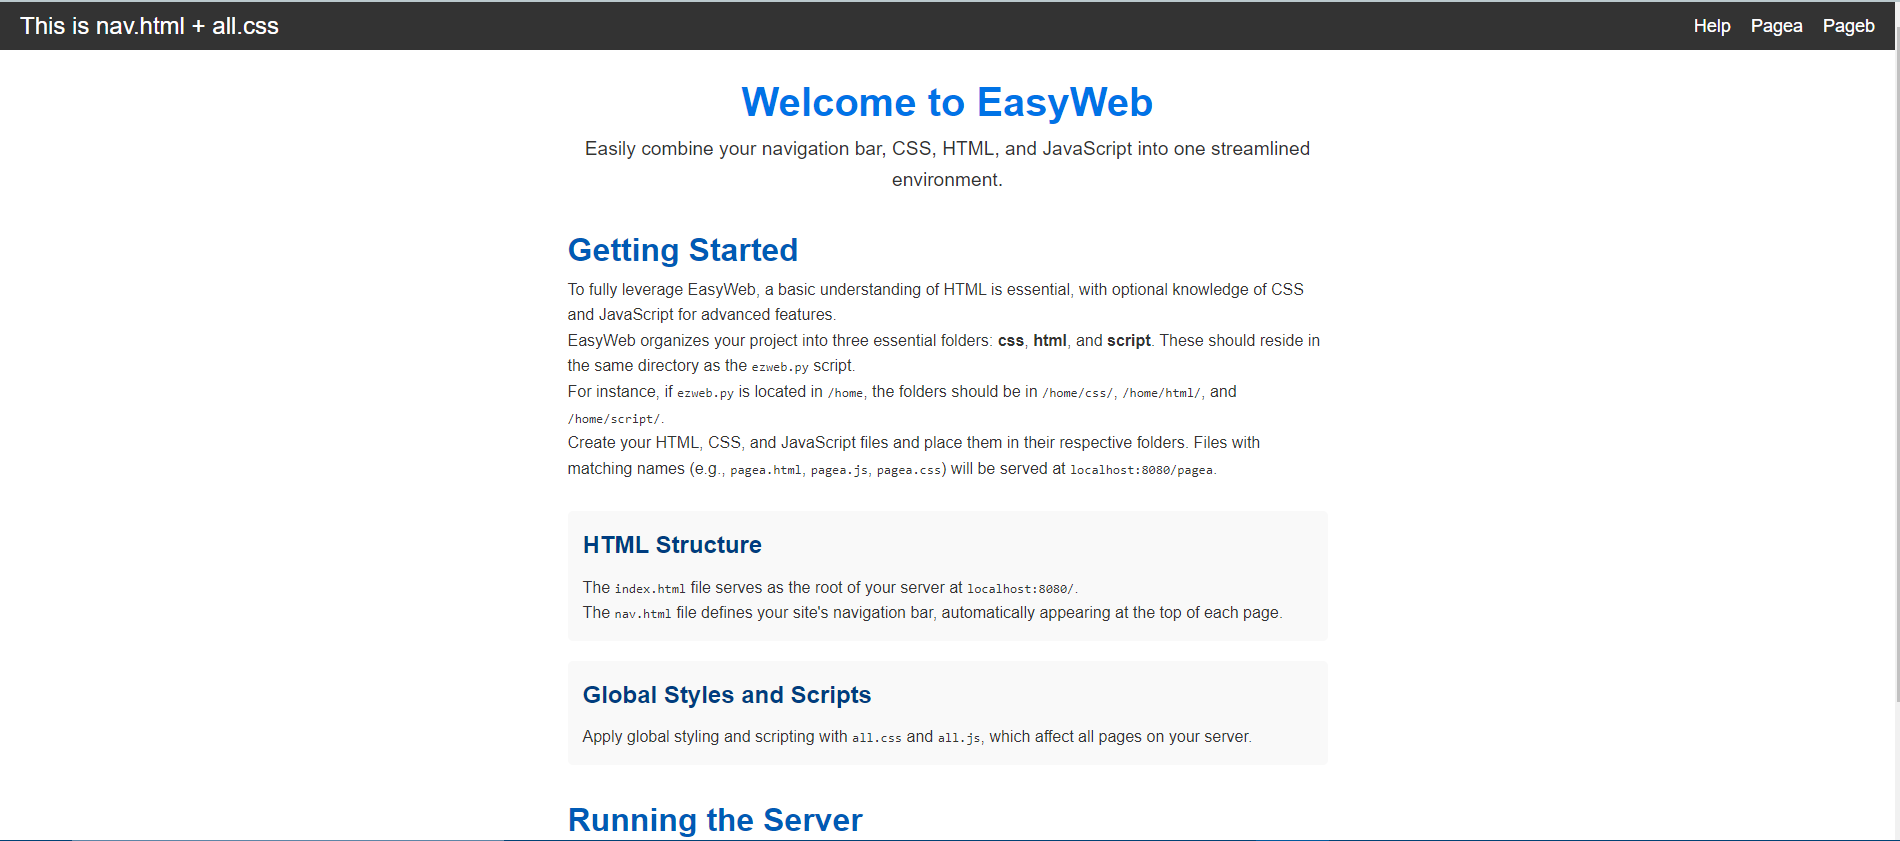 This is nav.html + all.css
Help Pagea Pageb
Welcome to EasyWeb
Easily combine your navigation bar, CSS, HTML, and JavaScript into one streamlined
environment.
Getting Started
To fully leverage EasyWeb, a basic understanding of HTML is essential, with optional knowledge of CSS
and JavaScript for advanced features.
EasyWeb organizes your project into three essential folders: css, html, and script. These should reside in
the same directory as the ezweb.py script.
For instance, if ezweb.py is located in /home, the folders should be in /home/css/, /home/html/, and
/home/script/.
Create your HTML, CSS, and JavaScript files and place them in their respective folders. Files with
matching names (e.g., pagea.html, pagea.js, pagea.css) will be served at localhost:8080/pagea.
HTML Structure
The index.html file serves as the root of your server at localhost:8080/.
The nav.html file defines your site's navigation bar, automatically appearing at the top of each page.
Global Styles and Scripts
Apply global styling and scripting with all.css and all.js, which affect all pages on your server.
Running the Server